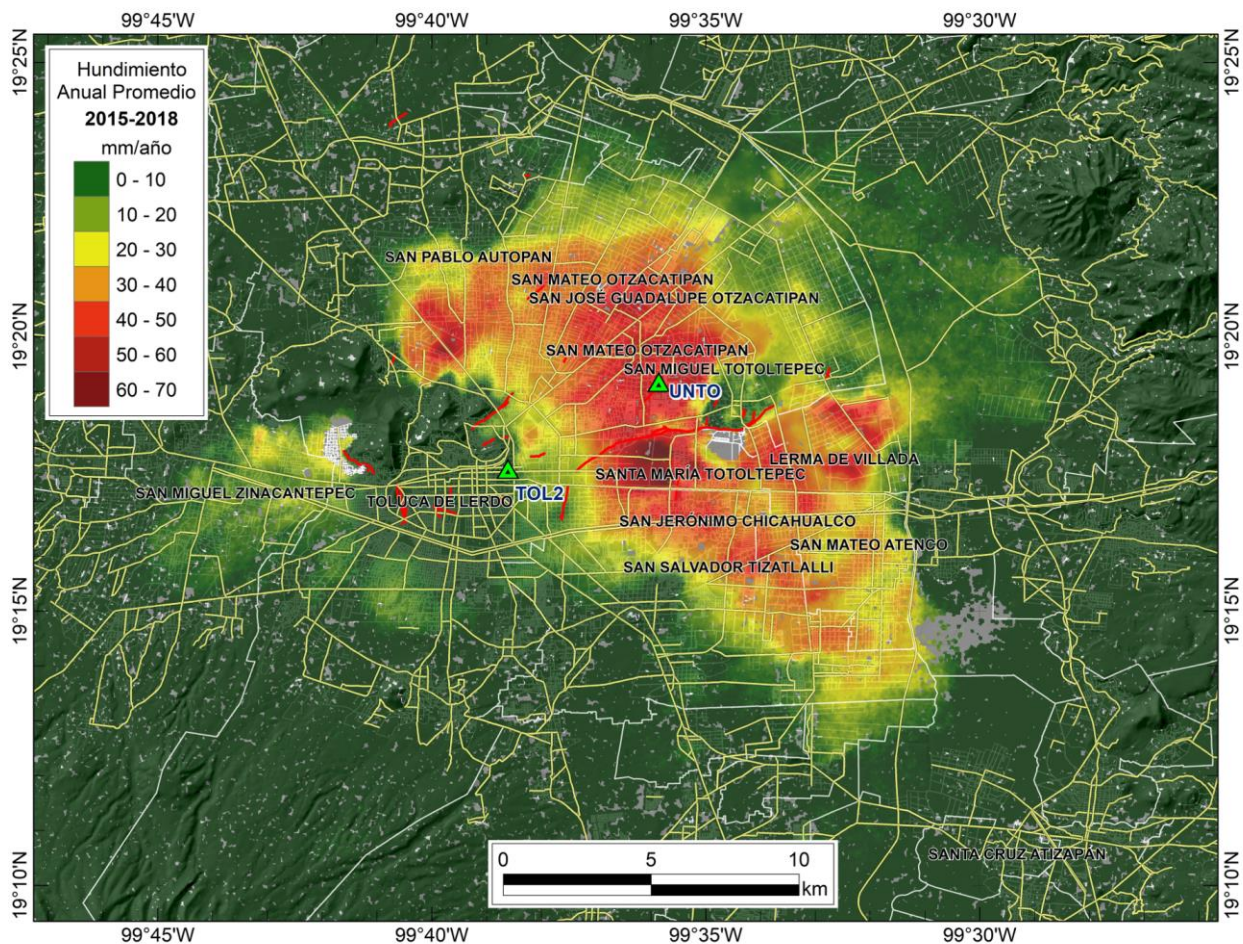 99°45'W
99°40'W
99°35'W
99°30'W
19°25'N
19°25'N
Hundimiento
Anual Promedio
2015-2018
mm/año
0 - 10
10 - 20
20 - 30
30 - 40
40 - 50
50 - 60
60 - 70
SAN PABLO AUTOPAN
SAN MATEO OTZACATIPAN
SAN JOSÉ GUADALUPE OTZACATIPAN
19°20'N
19°20'N
SAN MATEO OTZACATIPAN
SAN MIGUEL TOTOLTEPEC
UNTO
LERMA DE VILLADA
SANTA MARÍA TOTOLTEPEC
SAN MIGUEL ZINACANTEPEC
TOL2
TOLUCA DE LERDO
SAN JERÓNIMO CHICAHUALCO
SAN MATEO ATENCO
SAN SALVADOR TIZATLALLI
19°15'N
19°15'N
SANTA CRUZ ATIZAPÁN
0
5
10
km
19°10'N
19°10'N
99°45'W
99°40'W
99°35'W
99°30'W